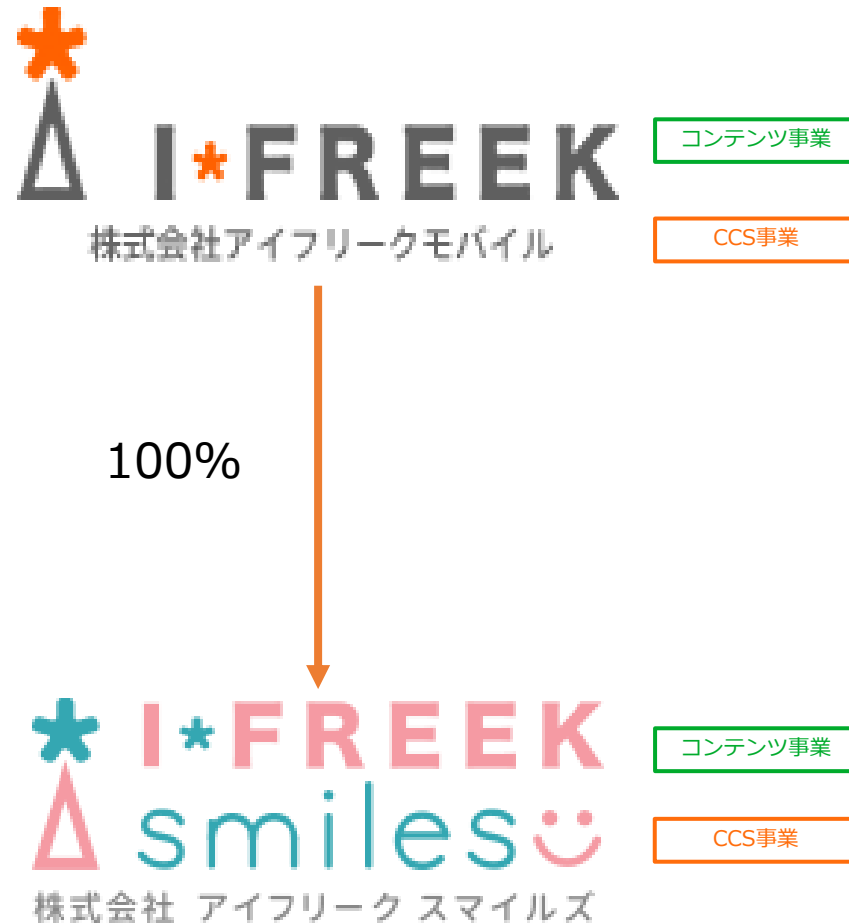 I*FREEK
コンテンツ事業
株式会社アイフリークモバイル
CCS事業
100%
I*FREEK
コンテンツ事業
smiles
CCS事業
株式会社 アイフリーク スマイルズ